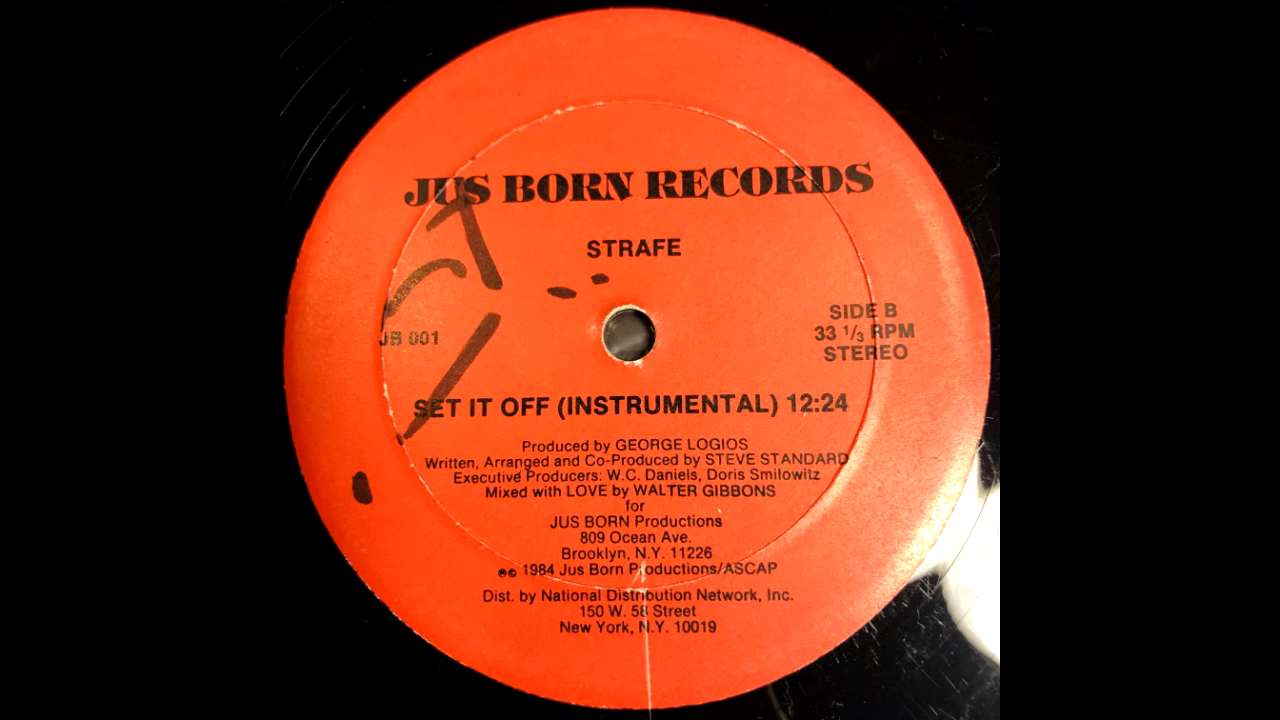 JUS BORN RECORDS
STRAFE
JB 001
SIDE B
33 1/3 RPM
STEREO
SET IT OFF (INSTRUMENTAL) 12:24
Produced by GEORGE LOGIOS
Written, Arranged and Co-Produced by STEVE STANDARD
Executive Producers: W.C. Daniels, Doris Smilowitz
Mixed with LOVE by WALTER GIBBONS
for
JUS BORN Productions
809 Ocean Ave.
Brooklyn, N.Y. 11226
℗© 1984 Jus Born Productions/ASCAP
Dist. by National Distribution Network, Inc.
150 W. 58 Street
New York, N.Y. 10019